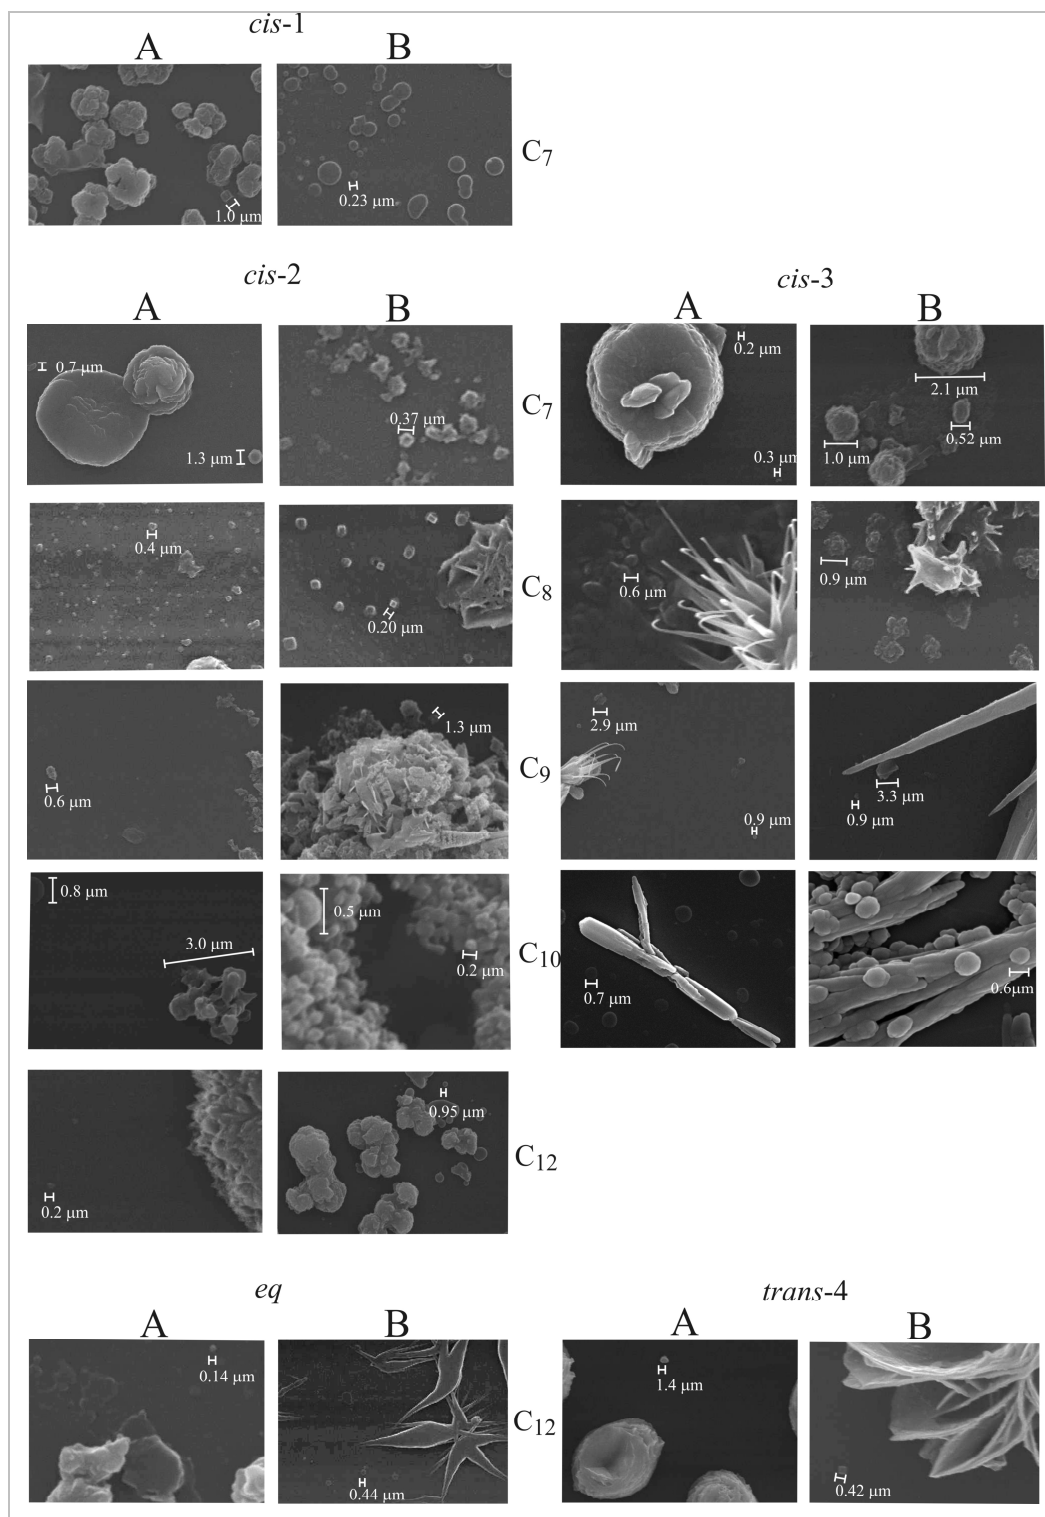 cis-1
A B
1.0 μm
0.23 μm
C7
cis-2
cis-3
A B
A B
0.7 μm
1.3 μm
0.37 μm
C7
0.2 μm
0.3 μm
2.1 μm
1.0 μm
0.52 μm
0.4 μm
0.20 μm
C8
0.6 μm
0.9 μm
0.6 μm
1.3 μm
C9
2.9 μm
0.9 μm
3.3 μm
0.9 μm
0.8 μm
3.0 μm
0.5 μm
0.2 μm
C10
0.7 μm
0.6μm
0.2 μm
0.95 μm
C12
eq
trans-4
A B
A B
0.14 μm
0.44 μm
C12
1.4 μm
0.42 μm